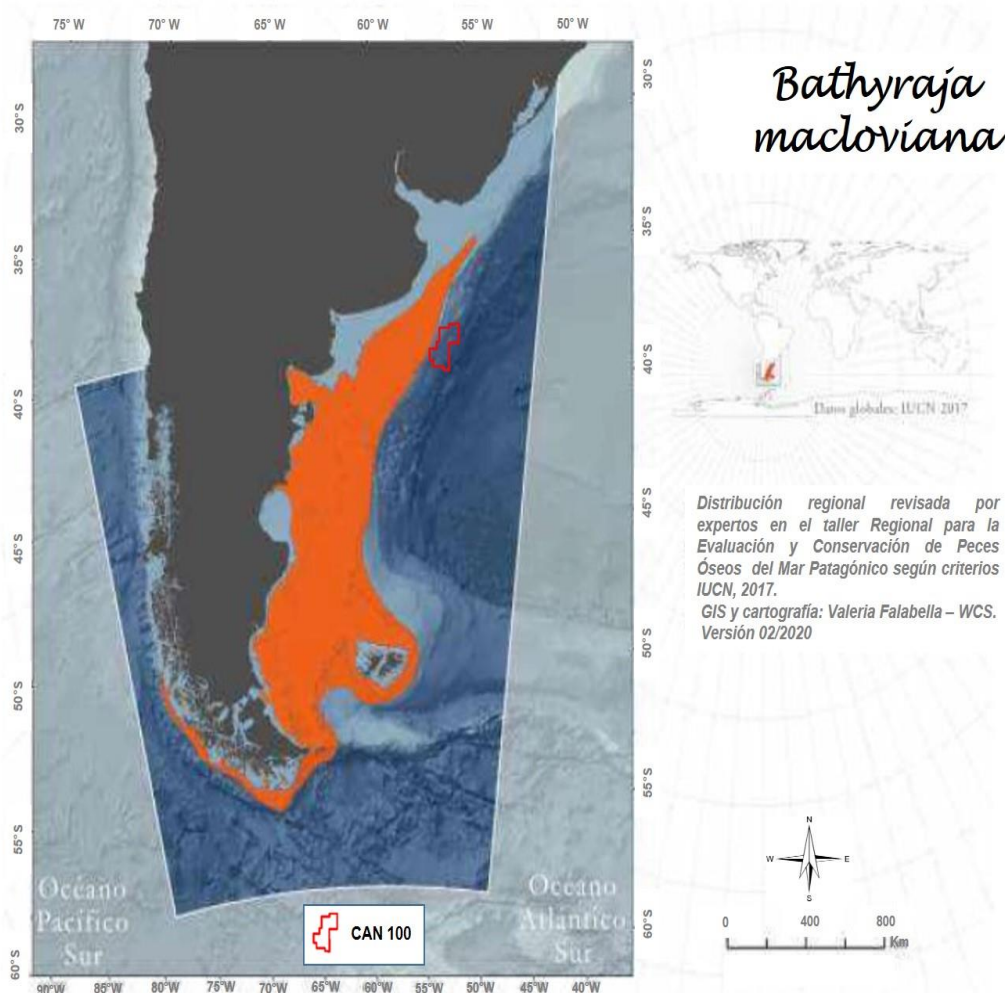 75° W 70° W 65° W 60° W 55° W 50° W
30°S
35°S
40°S
45°S
50°S
55°S
60°S
30°S
35°S
40°S
45°S
50°S
55°S
60°S
90°W 85°W 80°W 75°W 70°W 65°W 60°W 55°W 50°W 45°W 40°W
Océano
Pacífico
Sur
Océano
Atlántico
Sur
CAN 100
Bathyraja
macloviana
Datos globales: IUCN 2017
Distribución regional revisada por
expertos en el taller Regional para la
Evaluación y Conservación de Peces
Óseos del Mar Patagónico según criterios
IUCN, 2017.
GIS y cartografía: Valeria Falabella – WCS.
Versión 02/2020
N
W E
S
0 400 800
Km